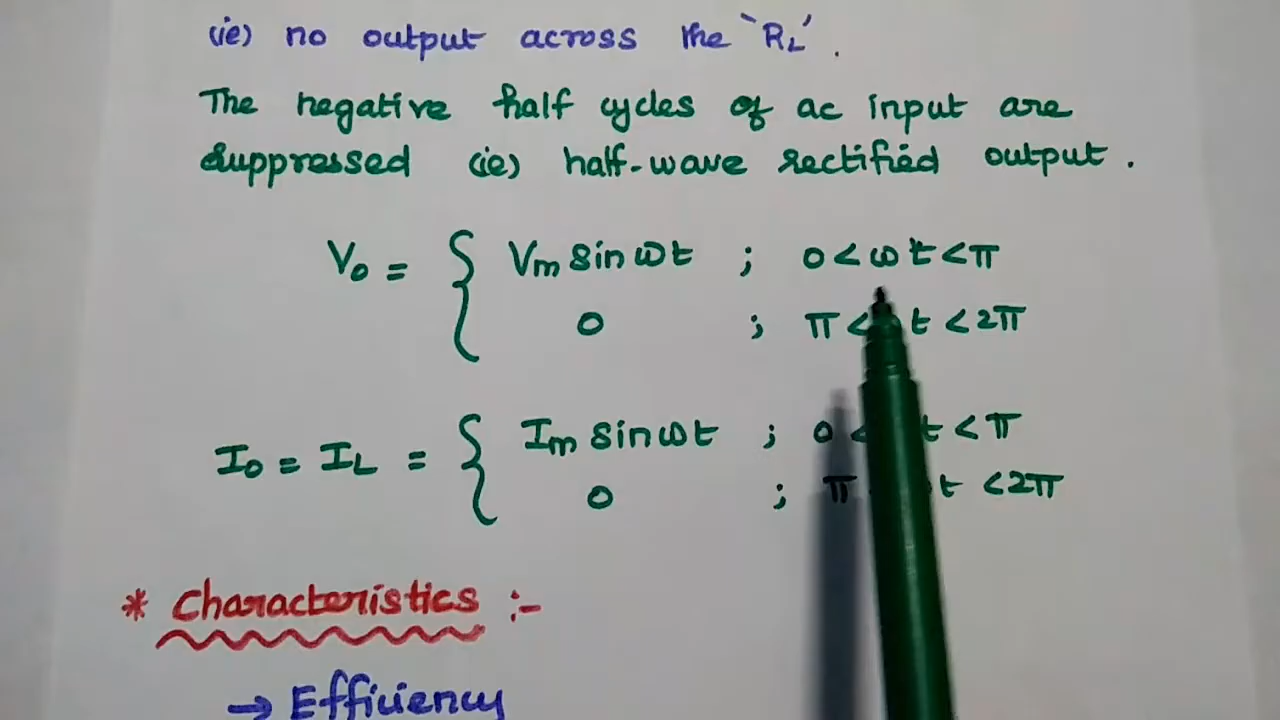 (ie) no output across the `RL'.
The negative half cycles of ac input are
suppressed (ie) half-wave rectified output.
Vo = { Vm sin ωt ; 0 < ωt < π
0 ; π < t < 2π
Io = IL = { Im sin ωt ; 0 < t < π
0 ; π t < 2π
* Characteristics :-
→ Efficiency